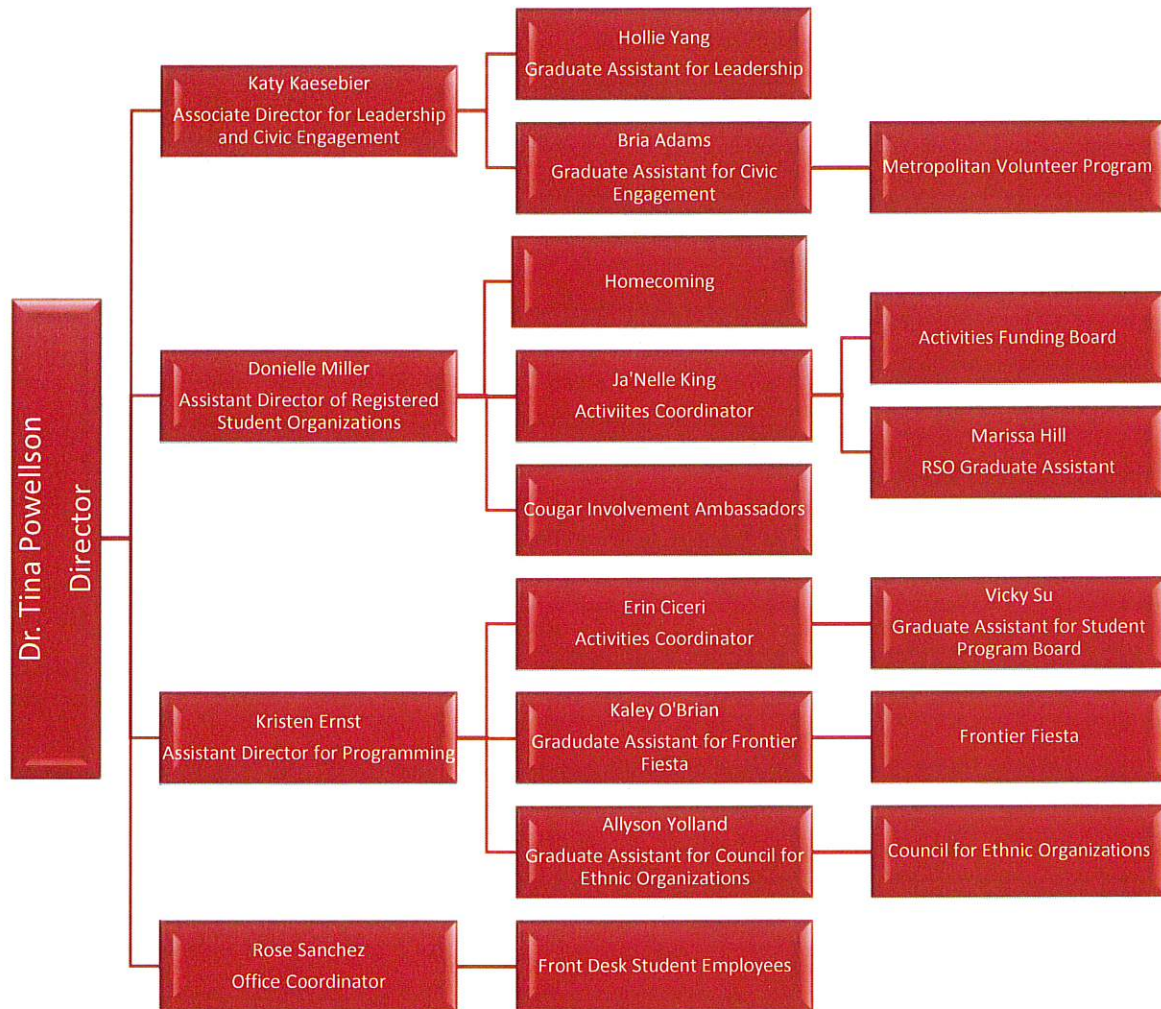 Dr. Tina Powellson
Director
Katy Kaesebier
Associate Director for Leadership
and Civic Engagement
Hollie Yang
Graduate Assistant for Leadership
Bria Adams
Graduate Assistant for Civic
Engagement
Metropolitan Volunteer Program
Donielle Miller
Assistant Director of Registered
Student Organizations
Homecoming
Ja'Nelle King
Activiites Coordinator
Activities Funding Board
Marissa Hill
RSO Graduate Assistant
Cougar Involvement Ambassadors
Kristen Ernst
Assistant Director for Programming
Erin Ciceri
Activities Coordinator
Vicky Su
Graduate Assistant for Student
Program Board
Kaley O'Brian
Gradudate Assistant for Frontier
Fiesta
Frontier Fiesta
Allyson Yolland
Graduate Assistant for Council for
Ethnic Organizations
Council for Ethnic Organizations
Rose Sanchez
Office Coordinator
Front Desk Student Employees